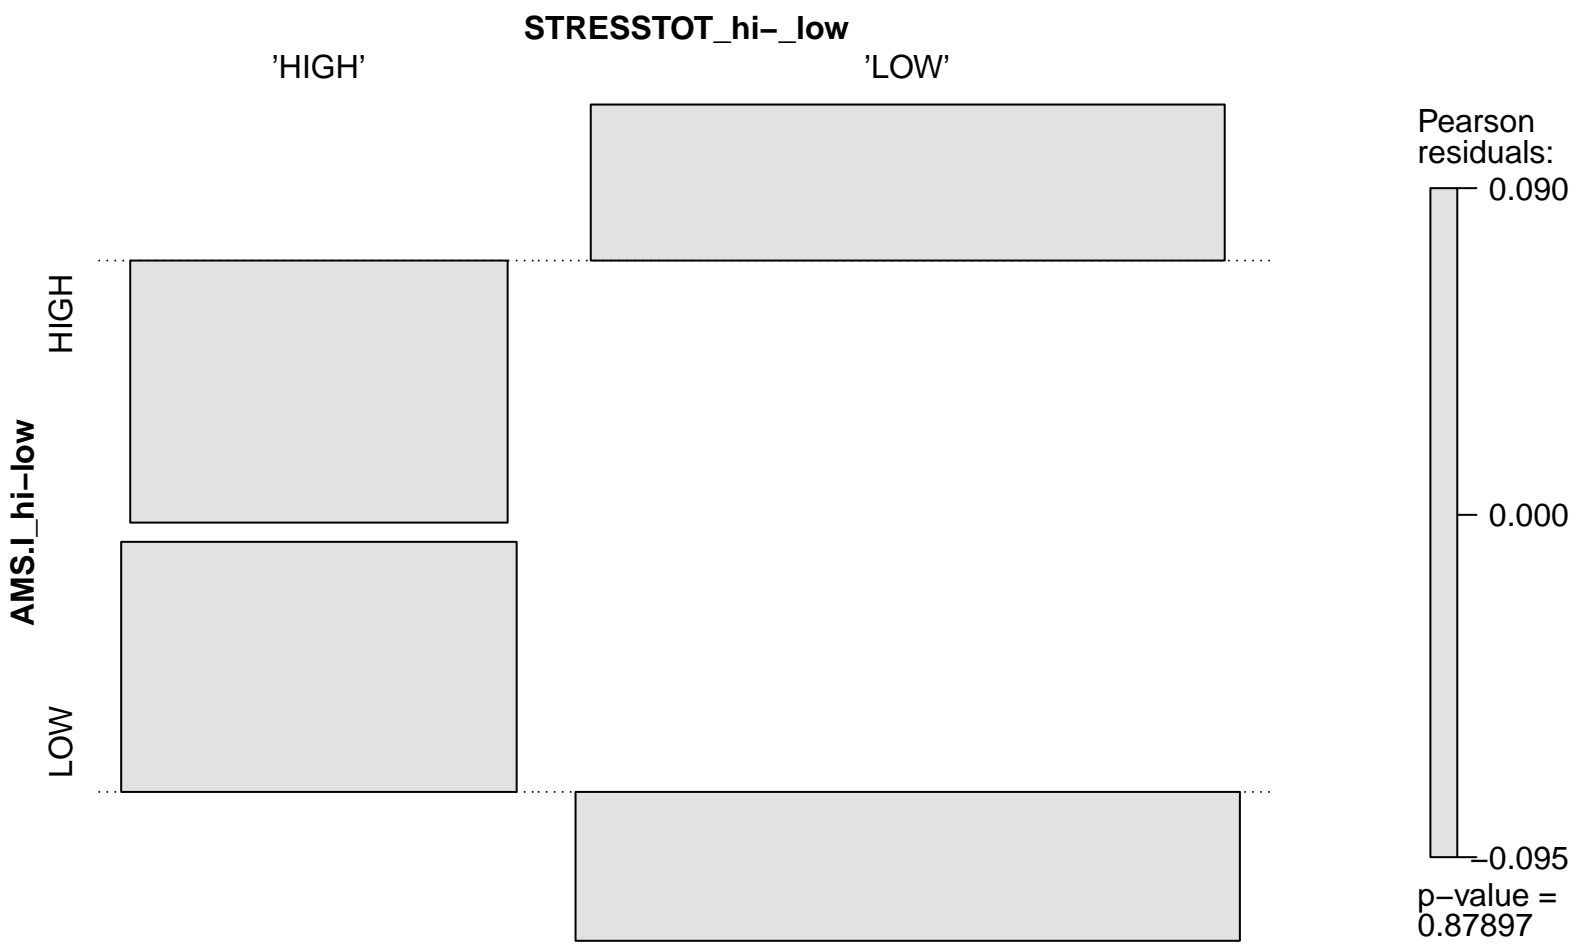 STRESSTOT_hi−_low
’HIGH’ ’LOW’
AMS.I_hi−low
HIGH
LOW
Pearson
residuals:
0.090
0.000
−0.095
p−value =
0.87897